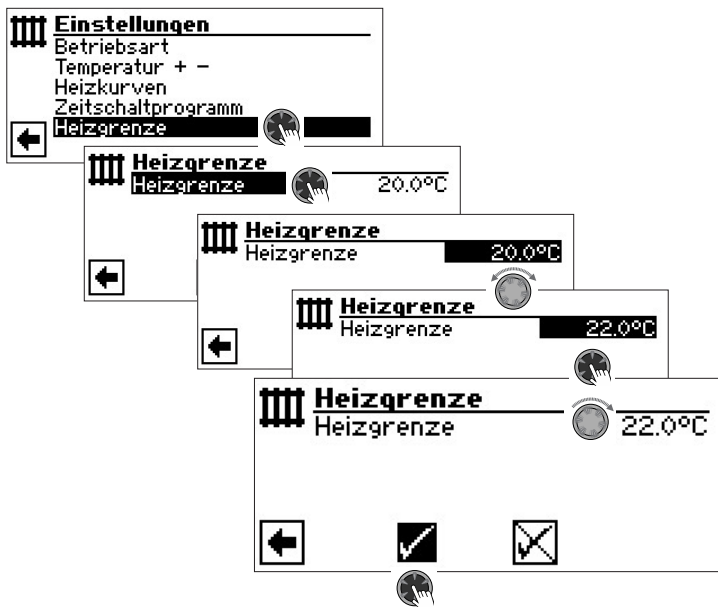 Einstellungen
Betriebsart
Temperatur + −
Heizkurven
Zeitschaltprogramm
Heizgrenze
Heizgrenze
Heizgrenze 20.0°C
Heizgrenze
Heizgrenze 20.0°C
Heizgrenze
Heizgrenze 22.0°C
Heizgrenze
Heizgrenze 22.0°C